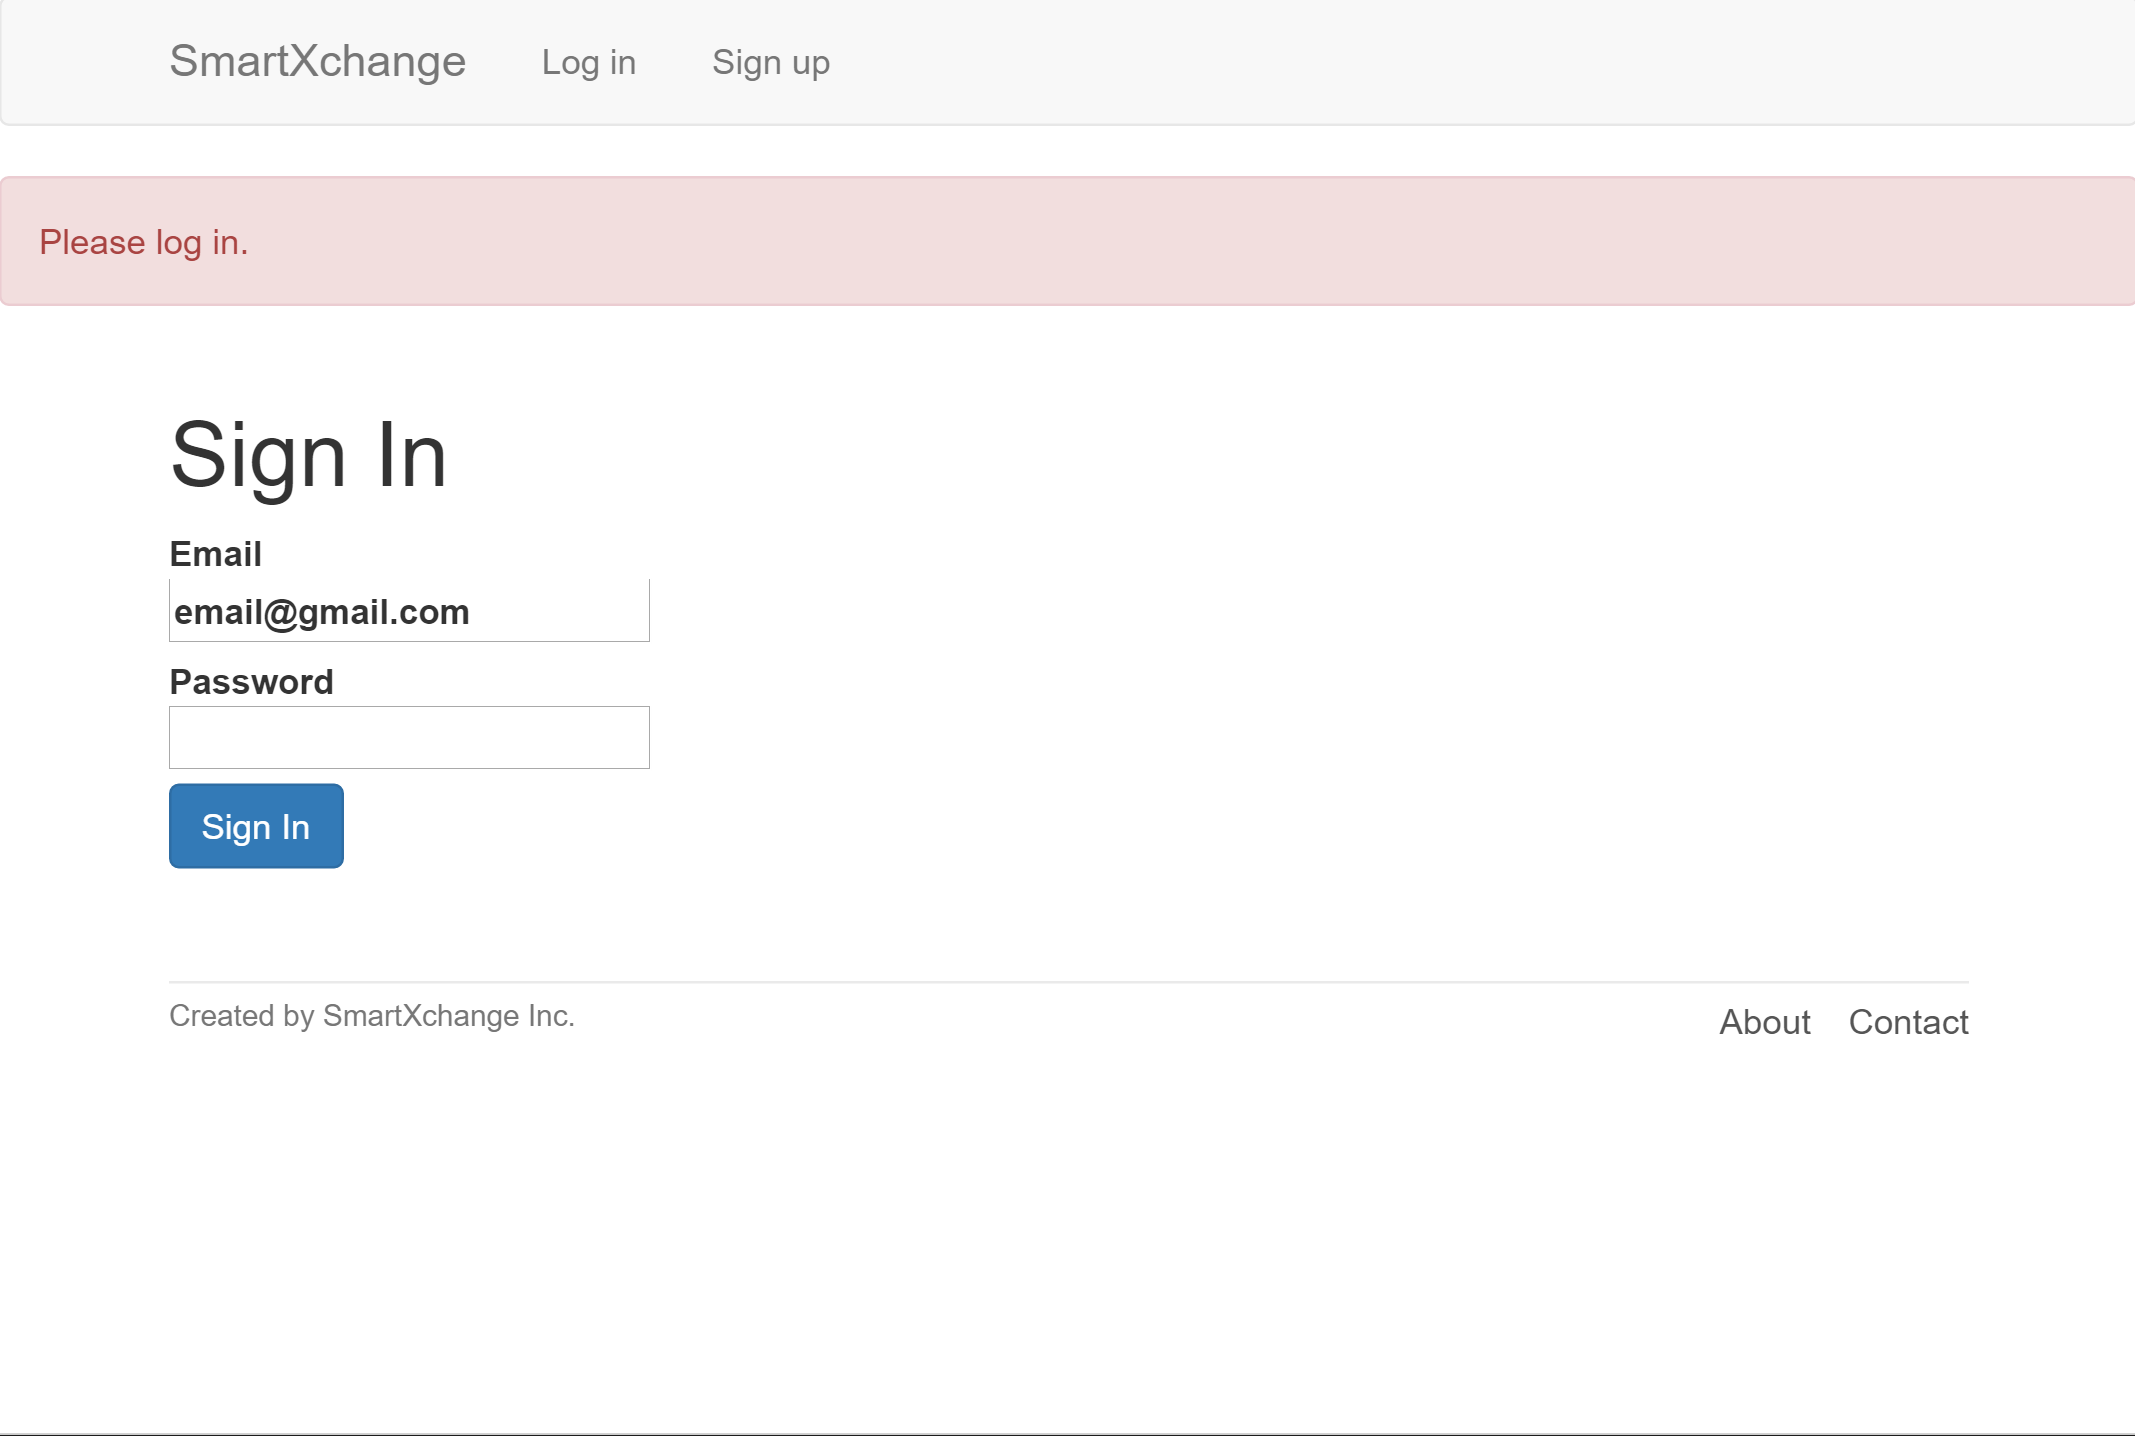 SmartXchange Log in Sign up
Please log in.
Sign In
Email
email@gmail.com
Password
Sign In
Created by SmartXchange Inc. About Contact